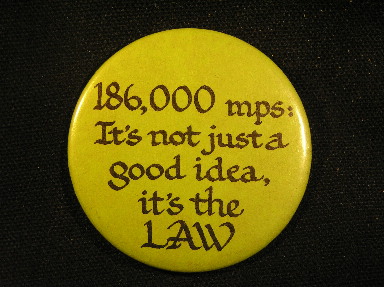 186,000 mps:
It's not just a
good idea,
it's the
LAW